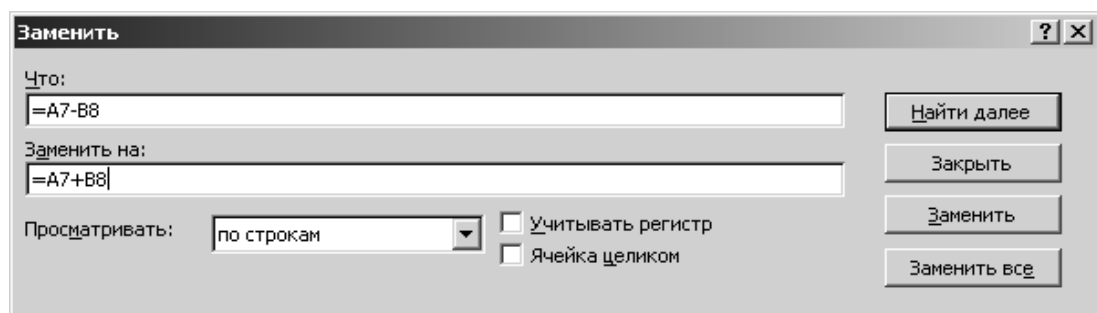 Заменить
Что:
=A7-B8
Найти далее
Заменить на:
=A7+B8
Закрыть
Просматривать:
по строкам
Учитывать регистр
Заменить
Ячейка целиком
Заменить все